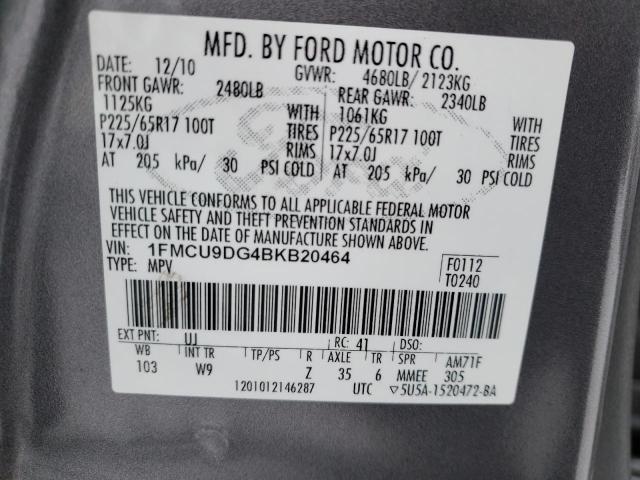 MFD. BY FORD MOTOR CO.
DATE: 12/10 GVWR: 4680LB/ 2123KG
FRONT GAWR: 2480LB REAR GAWR: 2340LB
1125KG WITH 1061KG WITH
P225/65R17 100T TIRES P225/65R17 100T TIRES
17x7.0J RIMS 17x7.0J RIMS
AT 205 kPa/ 30 PSI COLD AT 205 kPa/ 30 PSI COLD
THIS VEHICLE CONFORMS TO ALL APPLICABLE FEDERAL MOTOR
VEHICLE SAFETY AND THEFT PREVENTION STANDARDS IN
EFFECT ON THE DATE OF MANUFACTURE SHOWN ABOVE.
VIN: 1FMCU9DG4BKB20464 F0112
TYPE: MPV T0240
EXT PNT: UJ RC: 41 DSO:
WB INT TR TP/PS R AXLE TR SPR AM71F
103 W9 Z 35 6 MMEE 305
1201012146287 UTC ▽5U5A-1520472-BA